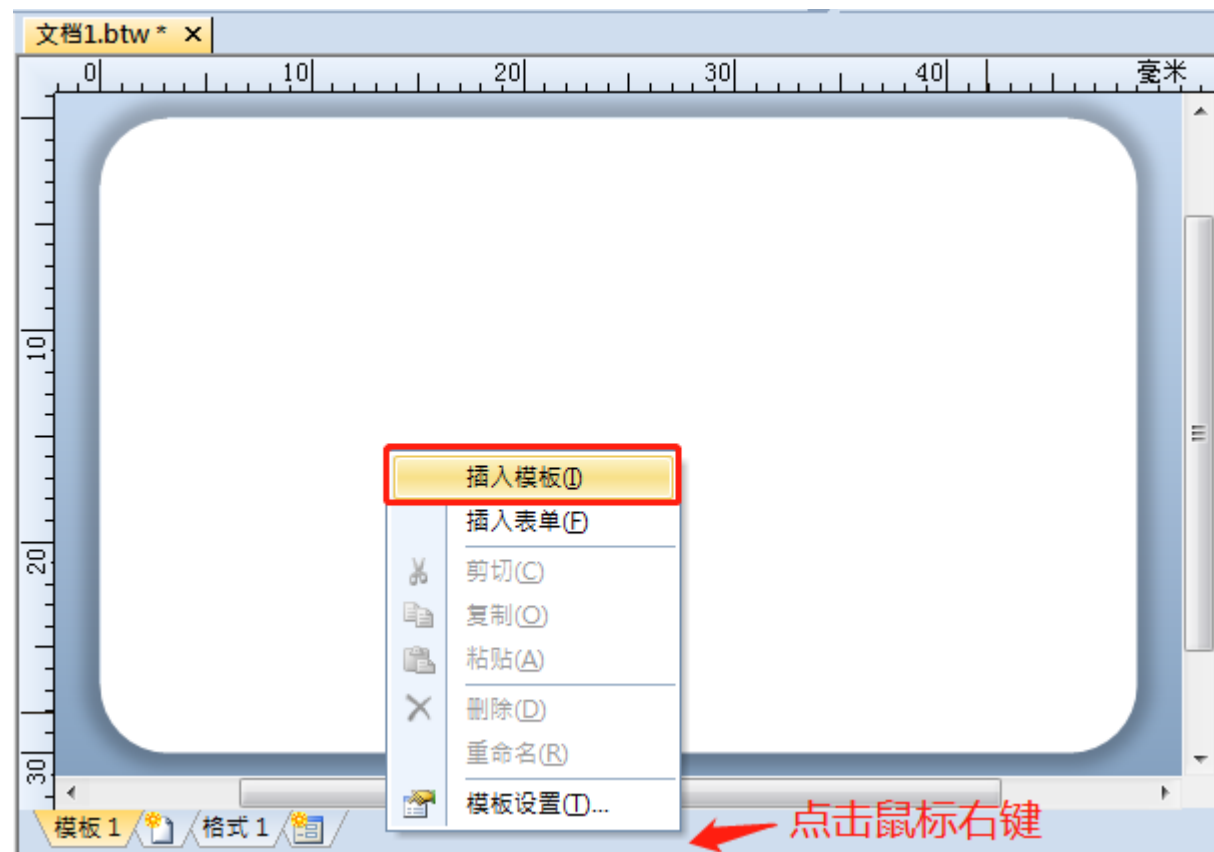 文档1.btw *
0 10 20 30 40 毫米
10
插入模板(I)
插入表单(F)
20
剪切(C)
复制(O)
粘贴(A)
删除(D)
重命名(R)
30
模板设置(T)...
点击鼠标右键
模板 1 格式 1